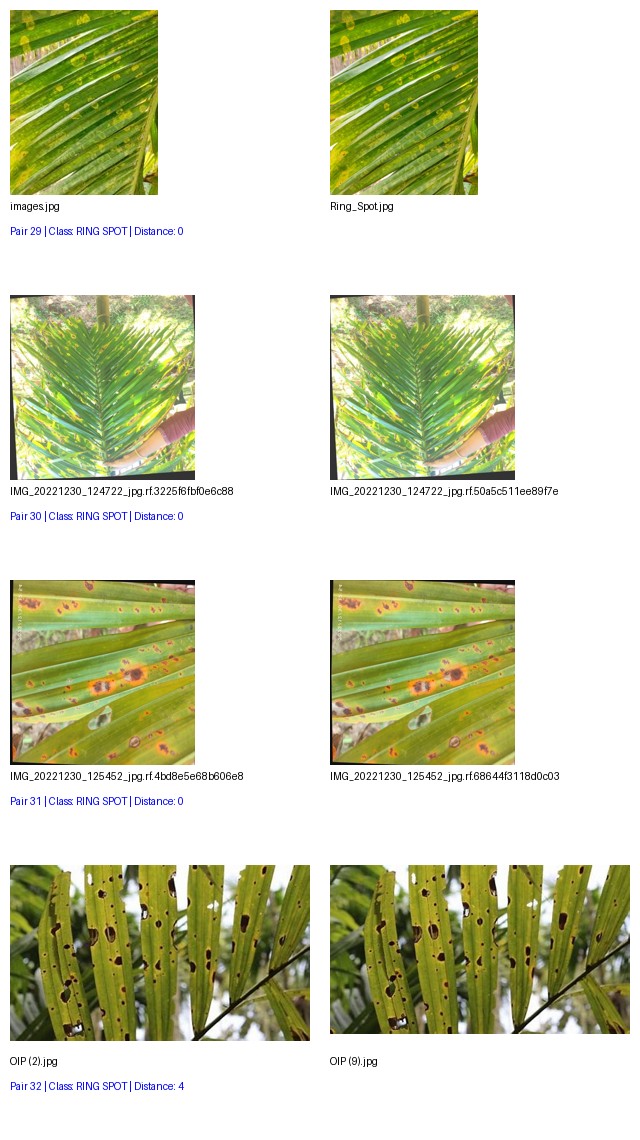 images.jpg
Ring_Spot.jpg
Pair 29 | Class: RING SPOT | Distance: 0
IMG_20221230_124722_jpg.rf.3225f6fbf0e6c88
IMG_20221230_124722_jpg.rf.50a5c511ee89f7e
Pair 30 | Class: RING SPOT | Distance: 0
IMG_20221230_125452_jpg.rf.4bd8e5e68b606e8
IMG_20221230_125452_jpg.rf.68644f3118d0c03
Pair 31 | Class: RING SPOT | Distance: 0
OIP (2).jpg
OIP (9).jpg
Pair 32 | Class: RING SPOT | Distance: 4